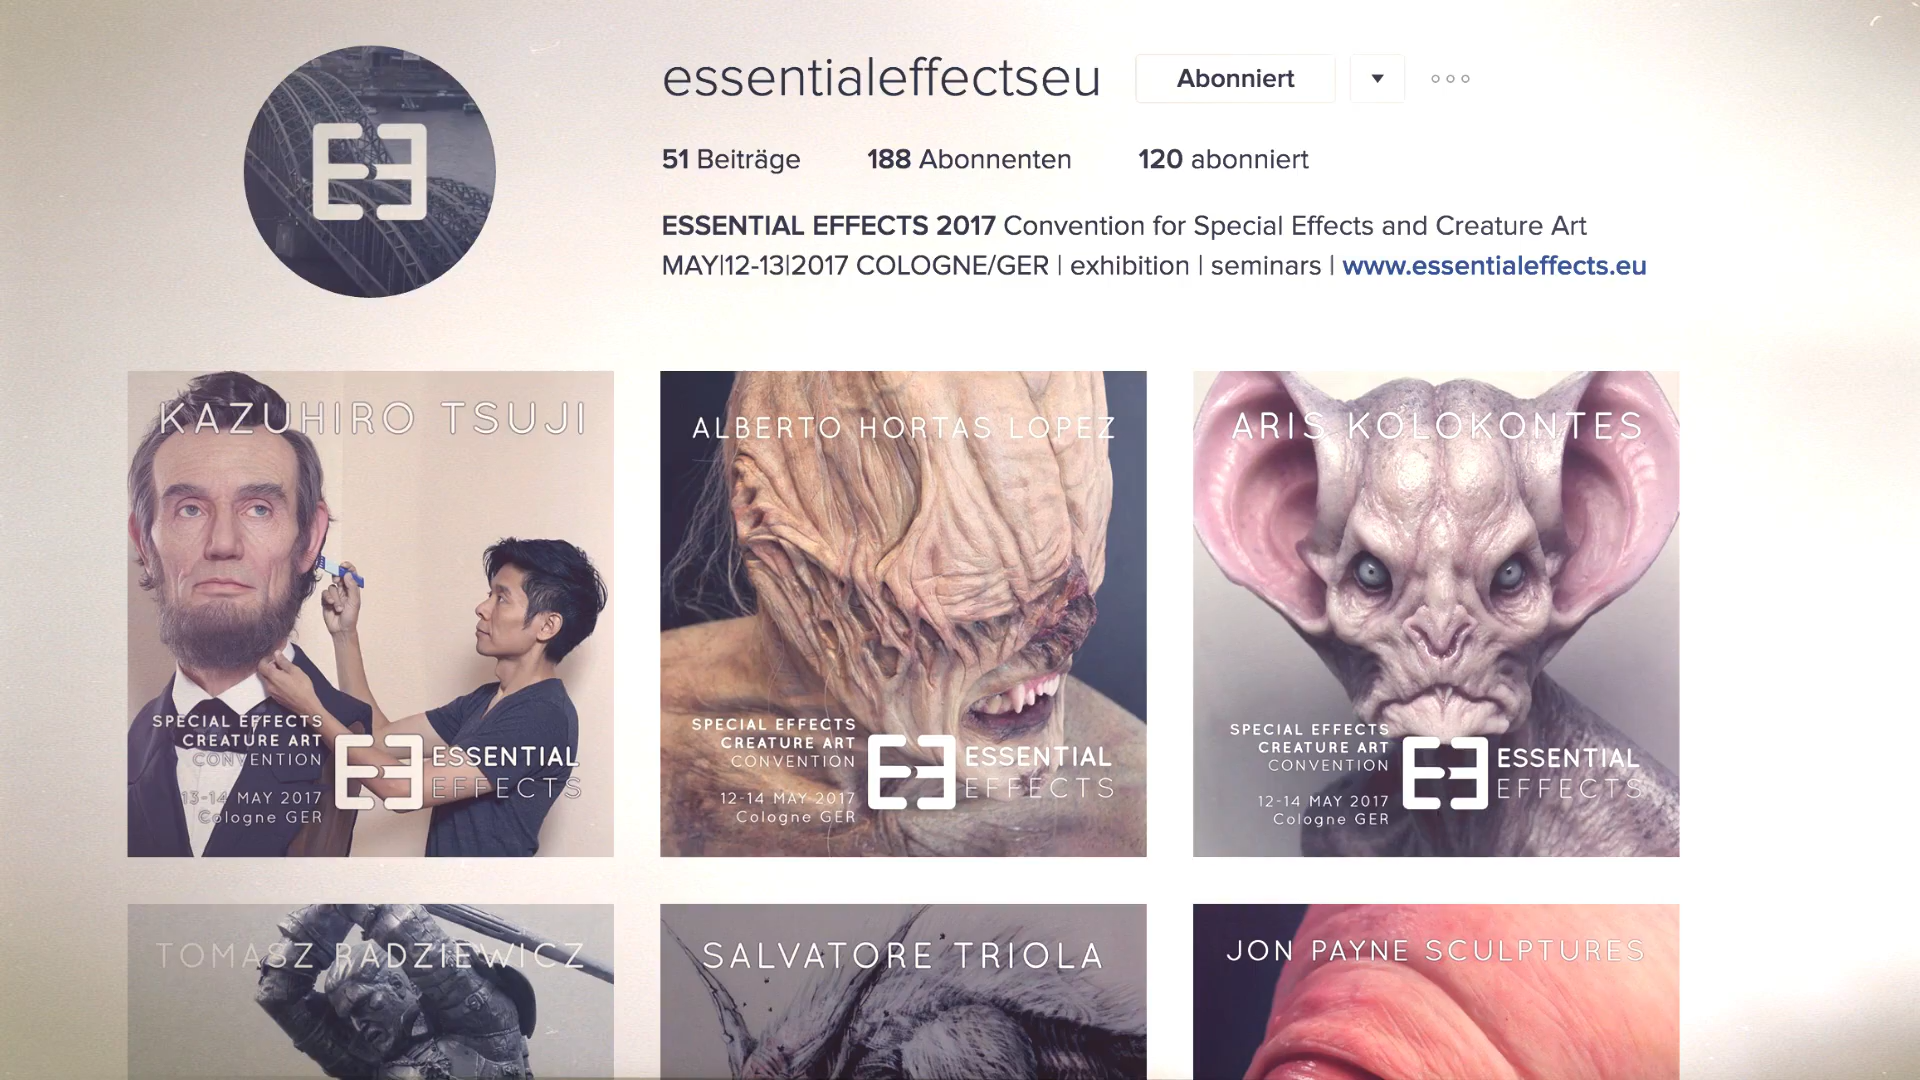 essentialeffectseu Abonniert
51 Beiträge 188 Abonnenten 120 abonniert
ESSENTIAL EFFECTS 2017 Convention for Special Effects and Creature Art
MAY|12-13|2017 COLOGNE/GER | exhibition | seminars | www.essentialeffects.eu
KAZUHIRO TSUJI
SPECIAL EFFECTS
CREATURE ART
CONVENTION
13-14 MAY 2017
Cologne GER
ESSENTIAL
EFFECTS
ALBERTO HORTAS LOPEZ
SPECIAL EFFECTS
CREATURE ART
CONVENTION
12-14 MAY 2017
Cologne GER
ESSENTIAL
EFFECTS
ARIS KOLOKONTES
SPECIAL EFFECTS
CREATURE ART
CONVENTION
12-14 MAY 2017
Cologne GER
ESSENTIAL
EFFECTS
TOMASZ RADZIEWICZ
SALVATORE TRIOLA
JON PAYNE SCULPTURES